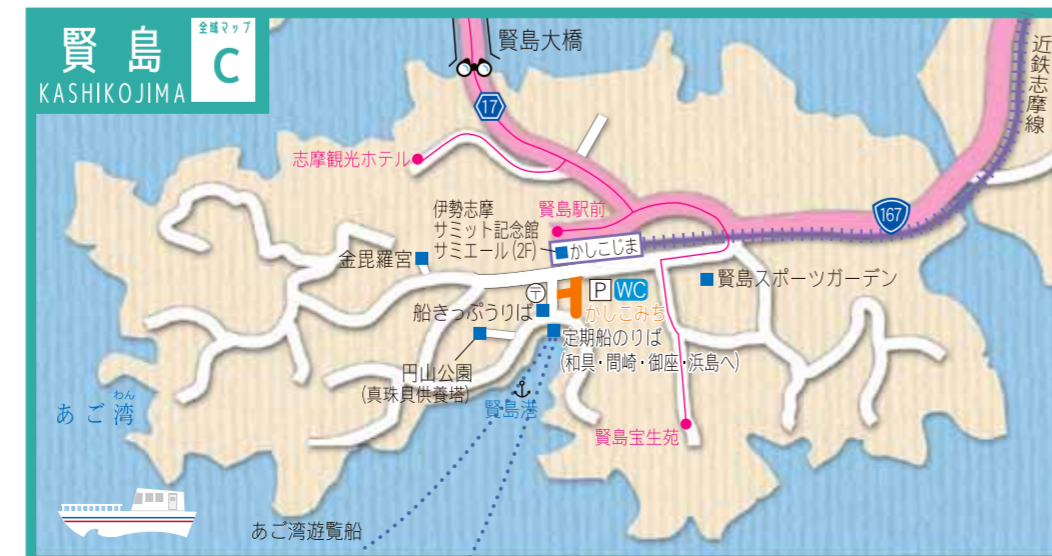 賢島
KASHIKOJIMA
全域マップ
C
賢島大橋
近鉄志摩線
17
志摩観光ホテル
伊勢志摩
サミット記念館
サミエール(2F)
賢島駅前
かしこじま
167
金毘羅宮
賢島スポーツガーデン
〒
P WC
船きっぷうりば
かしこみち
定期船のりば
(和具・間崎・御座・浜島へ)
円山公園
(真珠貝供養塔)
賢島港
わん
あご湾
賢島宝生苑
あご湾遊覧船